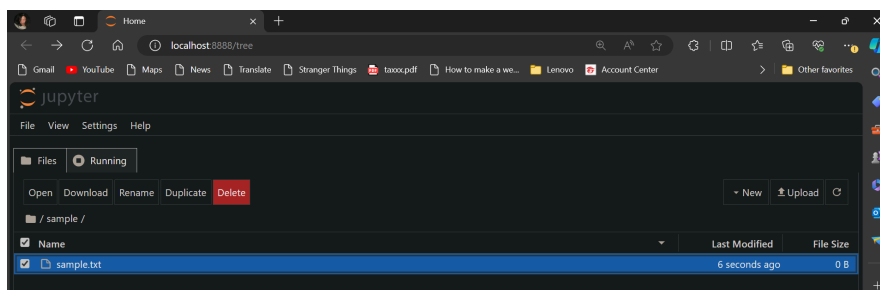 Home
localhost:8888/tree
Gmail YouTube Maps News Translate Stranger Things taxxx.pdf How to make a we... Lenovo Account Center Other favorites
jupyter
File View Settings Help
Files Running
Open Download Rename Duplicate Delete New Upload
/ sample /
Name Last Modified File Size
sample.txt 6 seconds ago 0 B